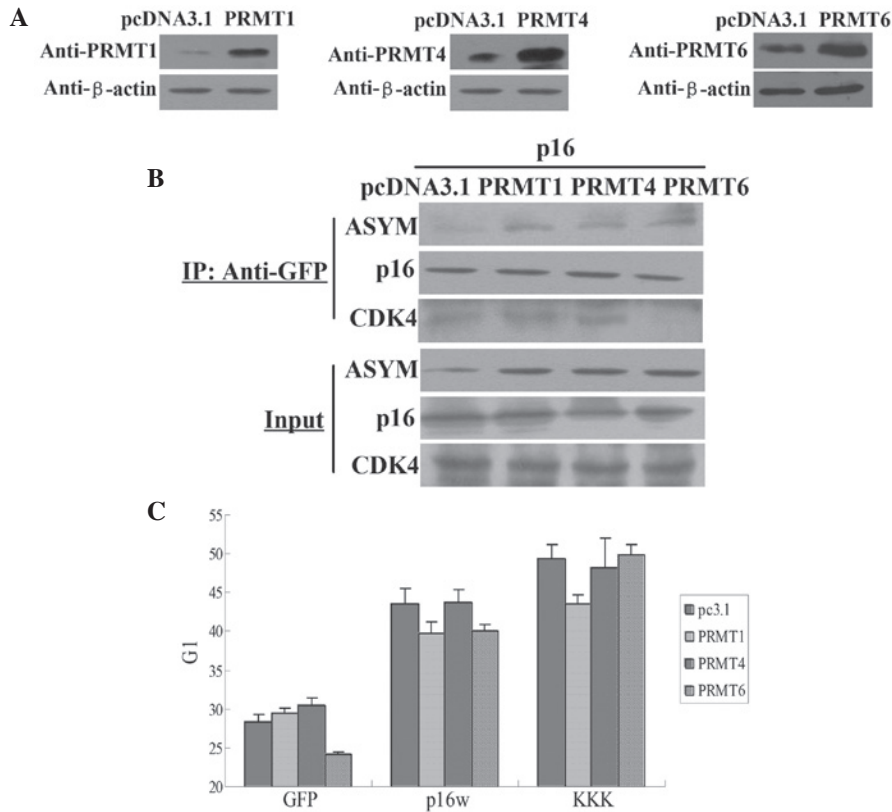 A
pcDNA3.1 PRMT1
Anti-PRMT1
Anti-β-actin
pcDNA3.1 PRMT4
Anti-PRMT4
Anti-β-actin
pcDNA3.1 PRMT6
Anti-PRMT6
Anti-β-actin
B
p16
pcDNA3.1 PRMT1 PRMT4 PRMT6
IP: Anti-GFP
ASYM
p16
CDK4
Input
ASYM
p16
CDK4
C
G1
55
50
45
40
35
30
25
20
GFP p16w KKK
pc3.1
PRMT1
PRMT4
PRMT6